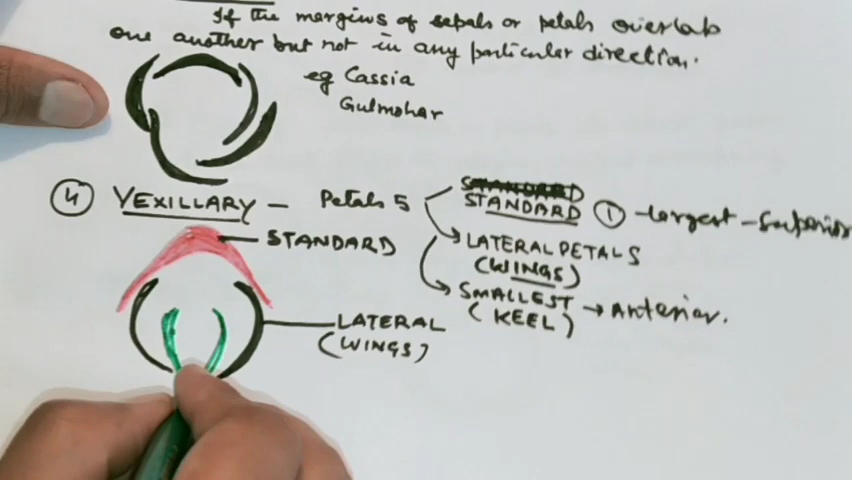 If the margins of sepals or petals overlap
one another but not in any particular direction.
eg Cassia
Gulmohar
④ VEXILLARY - Petals 5
STANDARD
STANDARD ① - largest - Superior
STANDARD
LATERAL PETALS
(WINGS)
SMALLEST → Anterior.
(KEEL)
LATERAL
(WINGS)